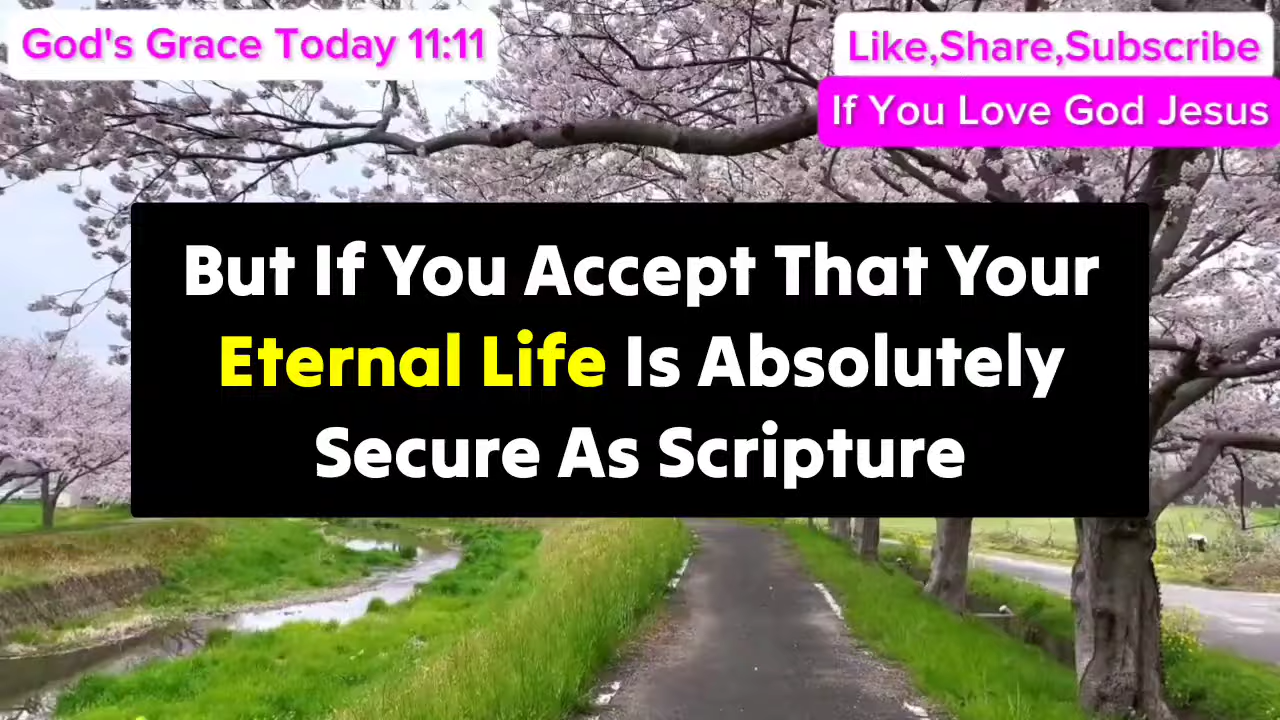 God's Grace Today 11:11
Like,Share,Subscribe
If You Love God Jesus
But If You Accept That Your
Eternal Life Is Absolutely
Secure As Scripture